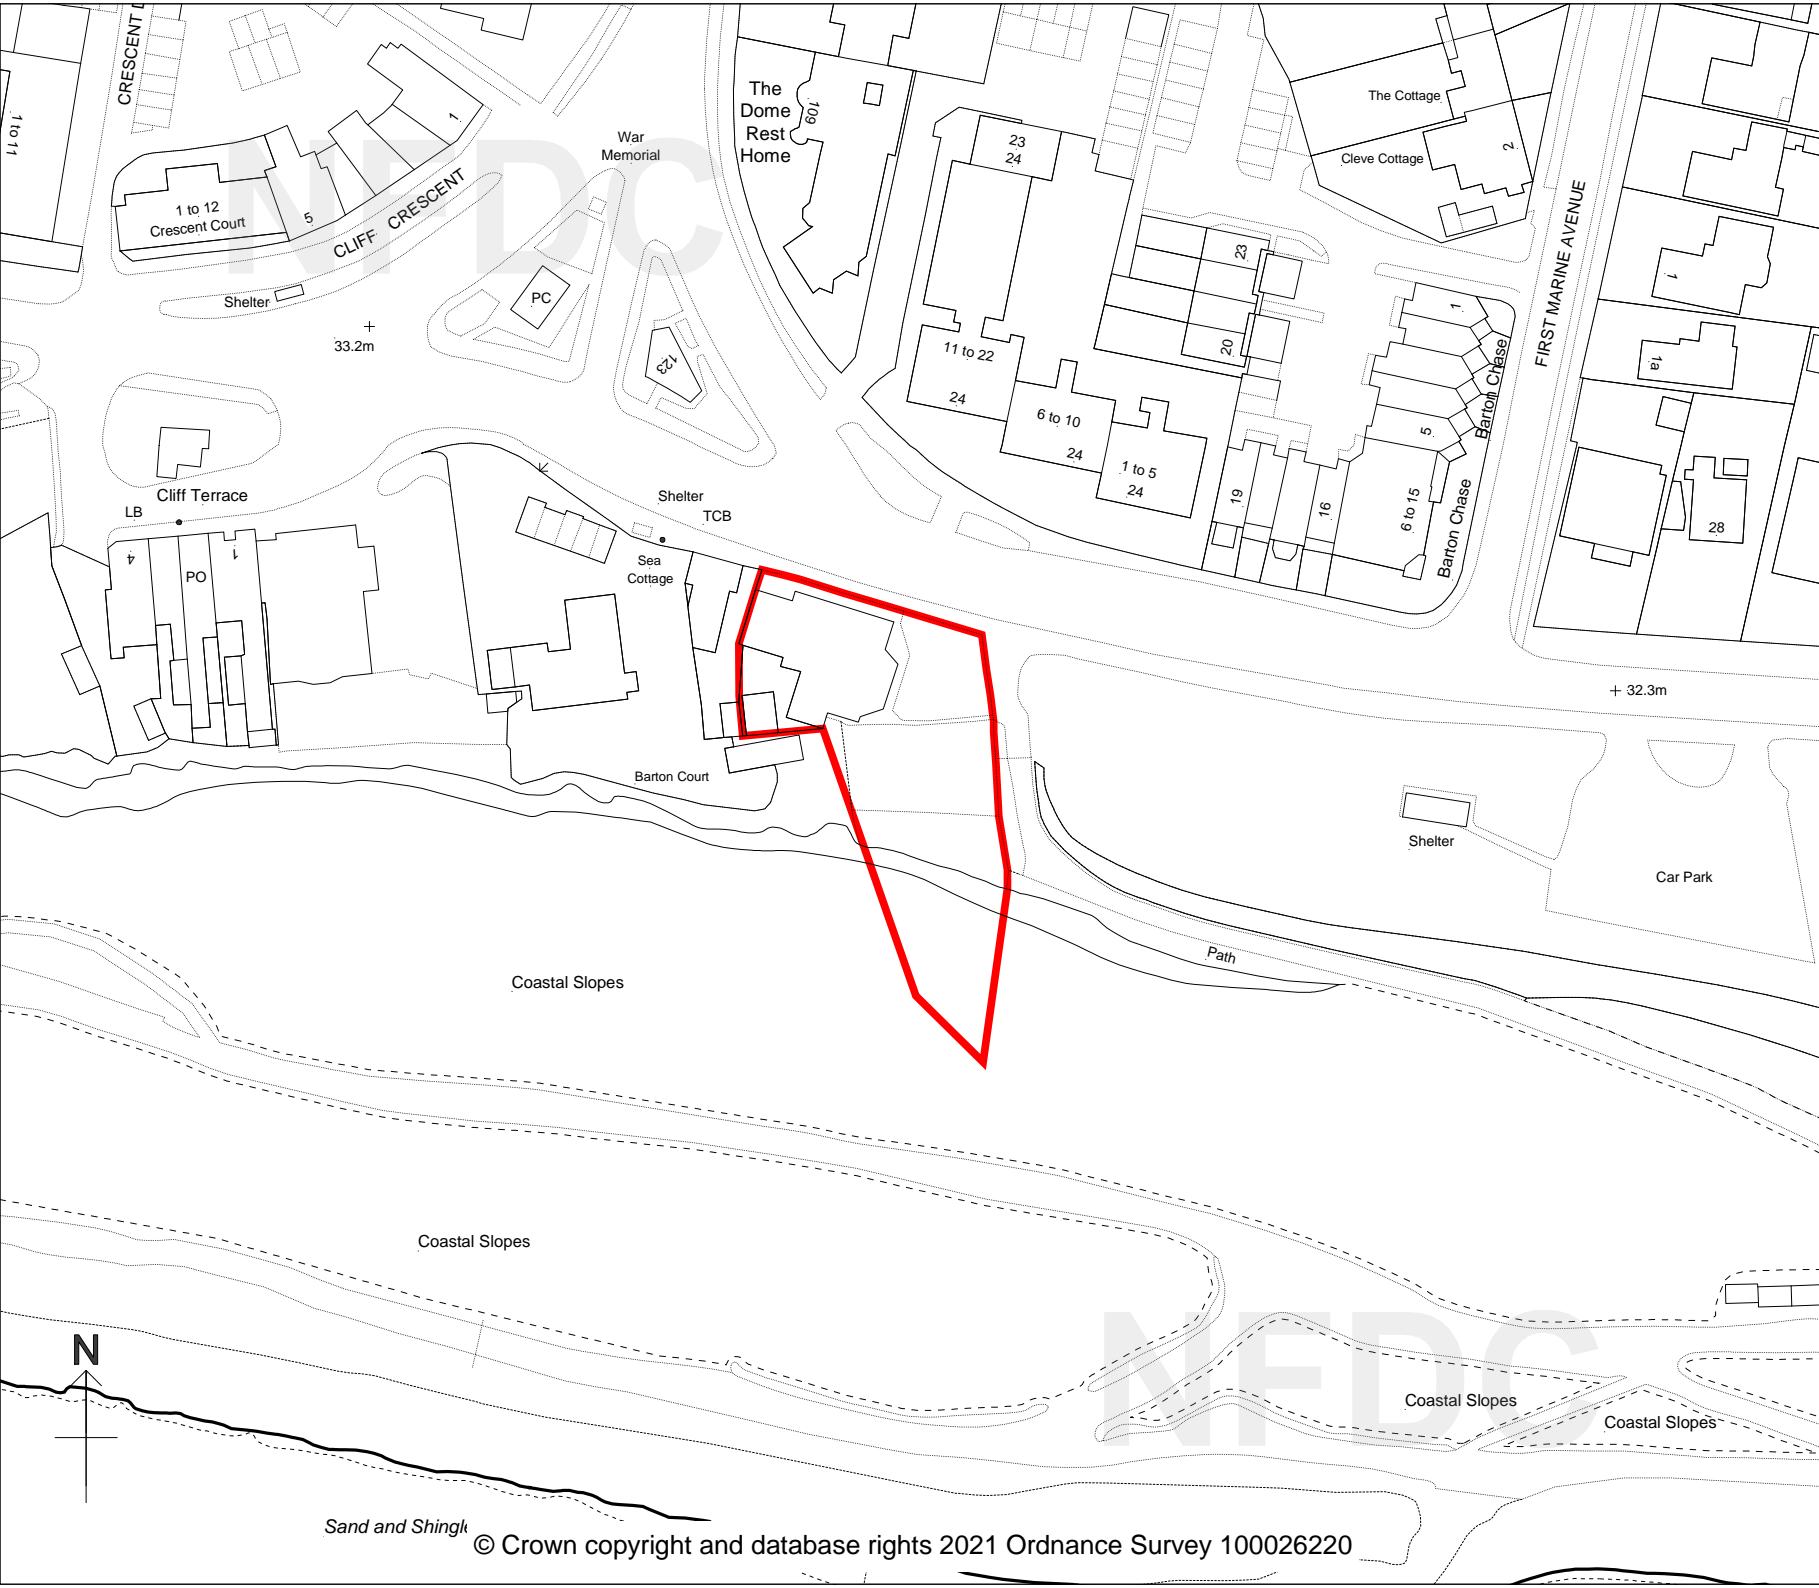 CRESCENT D
1 to 11
The
Dome
Rest
Home
109
War
Memorial
NFDC
1
1 to 12
Crescent Court
5
CLIFF CRESCENT
Shelter
PC
33.2m
123
23
24
The Cottage
Cleve Cottage
2
FIRST MARINE AVENUE
23
20
1
1
1a
11 to 22
24
6 to 10
24
1 to 5
24
5
Barton Chase
19
16
6 to 15
Barton Chase
28
Cliff Terrace
LB
4
PO
1
Shelter
TCB
Sea
Cottage
32.3m
Barton Court
Shelter
Car Park
Path
Coastal Slopes
Coastal Slopes
NFDC
Coastal Slopes
Coastal Slopes
N
Sand and Shingle
© Crown copyright and database rights 2021 Ordnance Survey 100026220